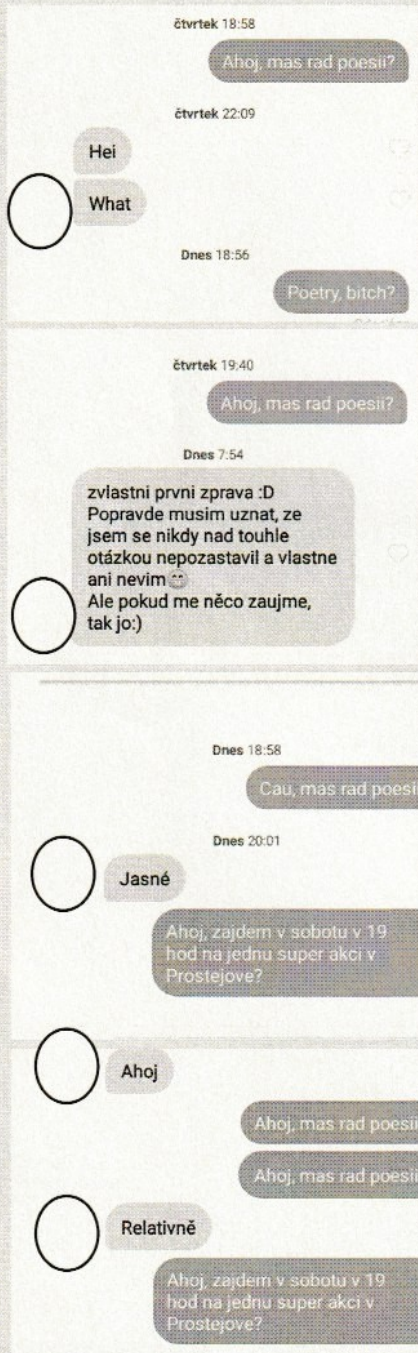 čtvrtek 18:58
Ahoj, mas rad poesii?
čtvrtek 22:09
Hei
What
Dnes 18:56
Poetry, bitch?
čtvrtek 19:40
Ahoj, mas rad poesii?
Dnes 7:54
zvlastni prvni zprava :D
Popravde musim uznat, ze
jsem se nikdy nad touhle
otázkou nepozastavil a vlastne
ani nevim 😁
Ale pokud me něco zaujme,
tak jo:)
Dnes 18:58
Cau, mas rad poesii
Dnes 20:01
Jasné
Ahoj, zajdem v sobotu v 19
hod na jednu super akci v
Prostejove?
Ahoj
Ahoj, mas rad poesii
Ahoj, mas rad poesii
Relativně
Ahoj, zajdem v sobotu v 19
hod na jednu super akci v
Prostejove?